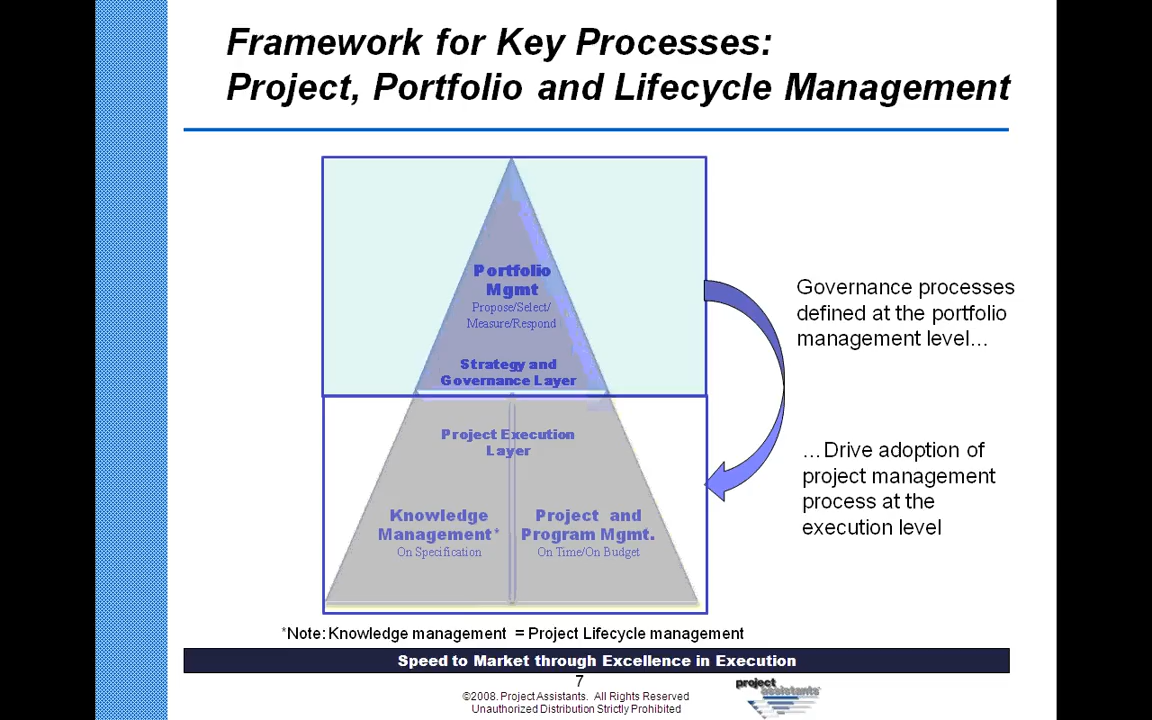 Framework for Key Processes:
Project, Portfolio and Lifecycle Management
Portfolio
Mgmt
Propose/Select/
Measure/Respond
Strategy and
Governance Layer
Project Execution
Layer
Knowledge
Management*
On Specification
Project and
Program Mgmt.
On Time/On Budget
Governance processes
defined at the portfolio
management level…
…Drive adoption of
project management
process at the
execution level
*Note: Knowledge management = Project Lifecycle management
Speed to Market through Excellence in Execution
7
©2008. Project Assistants. All Rights Reserved
Unauthorized Distribution Strictly Prohibited
project
assistants